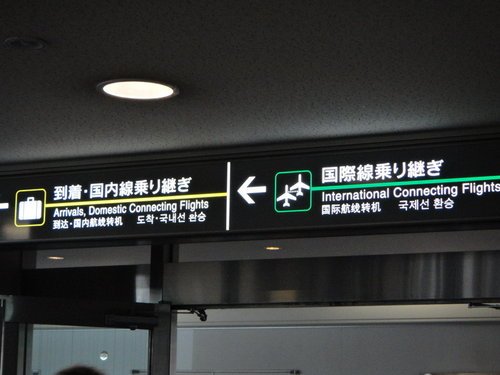 到着・国内線乗り継ぎ
Arrivals, Domestic Connecting Flights
到达・国内航线转机 도착・국내선 환승
国際線乗り継ぎ
International Connecting Flights
国际航线转机 국제선 환승